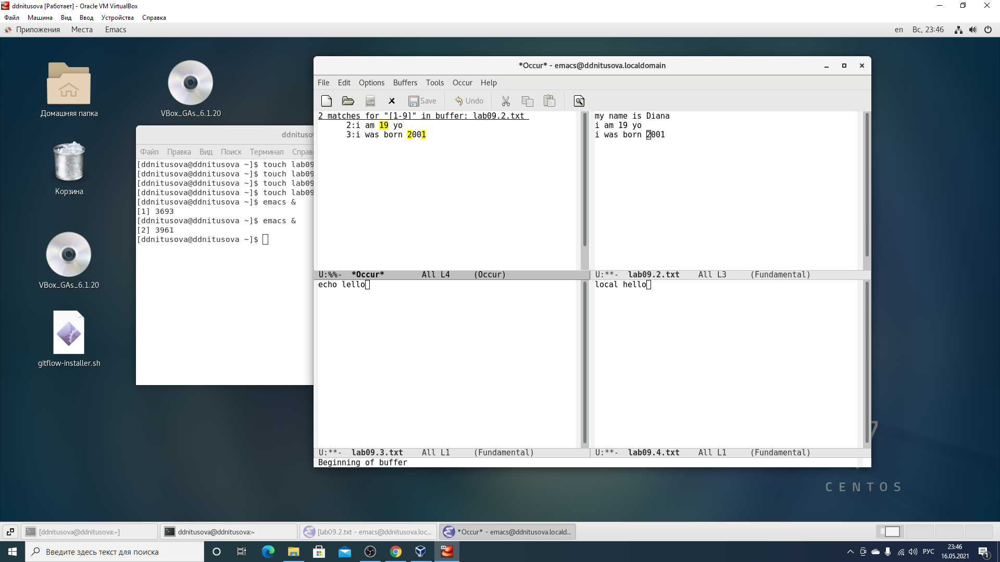 ddnitusova [Работает] - Oracle VM VirtualBox
Файл Машина Вид Ввод Устройства Справка
Приложения Места Emacs en Вс, 23:46
Домашняя папка
VBox_GAs_6.1.20
Корзина
VBox_GAs_6.1.20
gitflow-installer.sh
Файл Правка Вид Поиск Терминал
[ddnitusova@ddnitusova ~]$ touch lab09
[ddnitusova@ddnitusova ~]$ touch lab09
[ddnitusova@ddnitusova ~]$ touch lab09
[ddnitusova@ddnitusova ~]$ touch lab09
[ddnitusova@ddnitusova ~]$ emacs &
[1] 3693
[ddnitusova@ddnitusova ~]$ emacs &
[2] 3961
[ddnitusova@ddnitusova ~]$
*Occur* - emacs@ddnitusova.localdomain
File Edit Options Buffers Tools Occur Help
Save Undo
2 matches for "[1-9]" in buffer: lab09.2.txt
2:i am 19 yo
3:i was born 2001
U:%%- *Occur* All L4 (Occur)
my name is Diana
i am 19 yo
i was born 2001
U:**- lab09.2.txt All L3 (Fundamental)
echo lello
U:**- lab09.3.txt All L1 (Fundamental)
local hello
U:**- lab09.4.txt All L1 (Fundamental)
Beginning of buffer
7
CENTOS
[ddnitusova@ddnitusova:~]
ddnitusova@ddnitusova:~
[lab09.2.txt - emacs@ddnitusova.loc...
*Occur* - emacs@ddnitusova.locald...
Введите здесь текст для поиска
64
РУС
23:46
16.05.2021
1